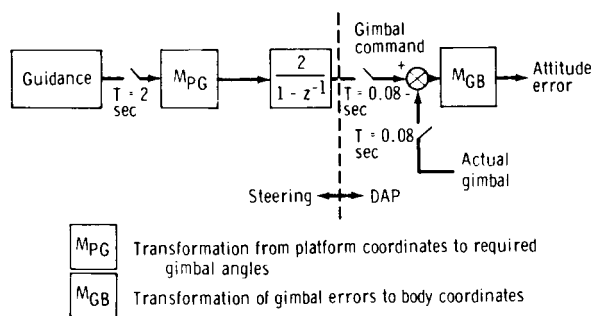 Guidance
T = 2
sec
M_PG
2
1 - z^-1
Gimbal
command
T = 0.08
sec
+
-
M_GB
Attitude
error
T = 0.08
sec
Actual
gimbal
Steering
DAP
M_PG Transformation from platform coordinates to required
gimbal angles
M_GB Transformation of gimbal errors to body coordinates